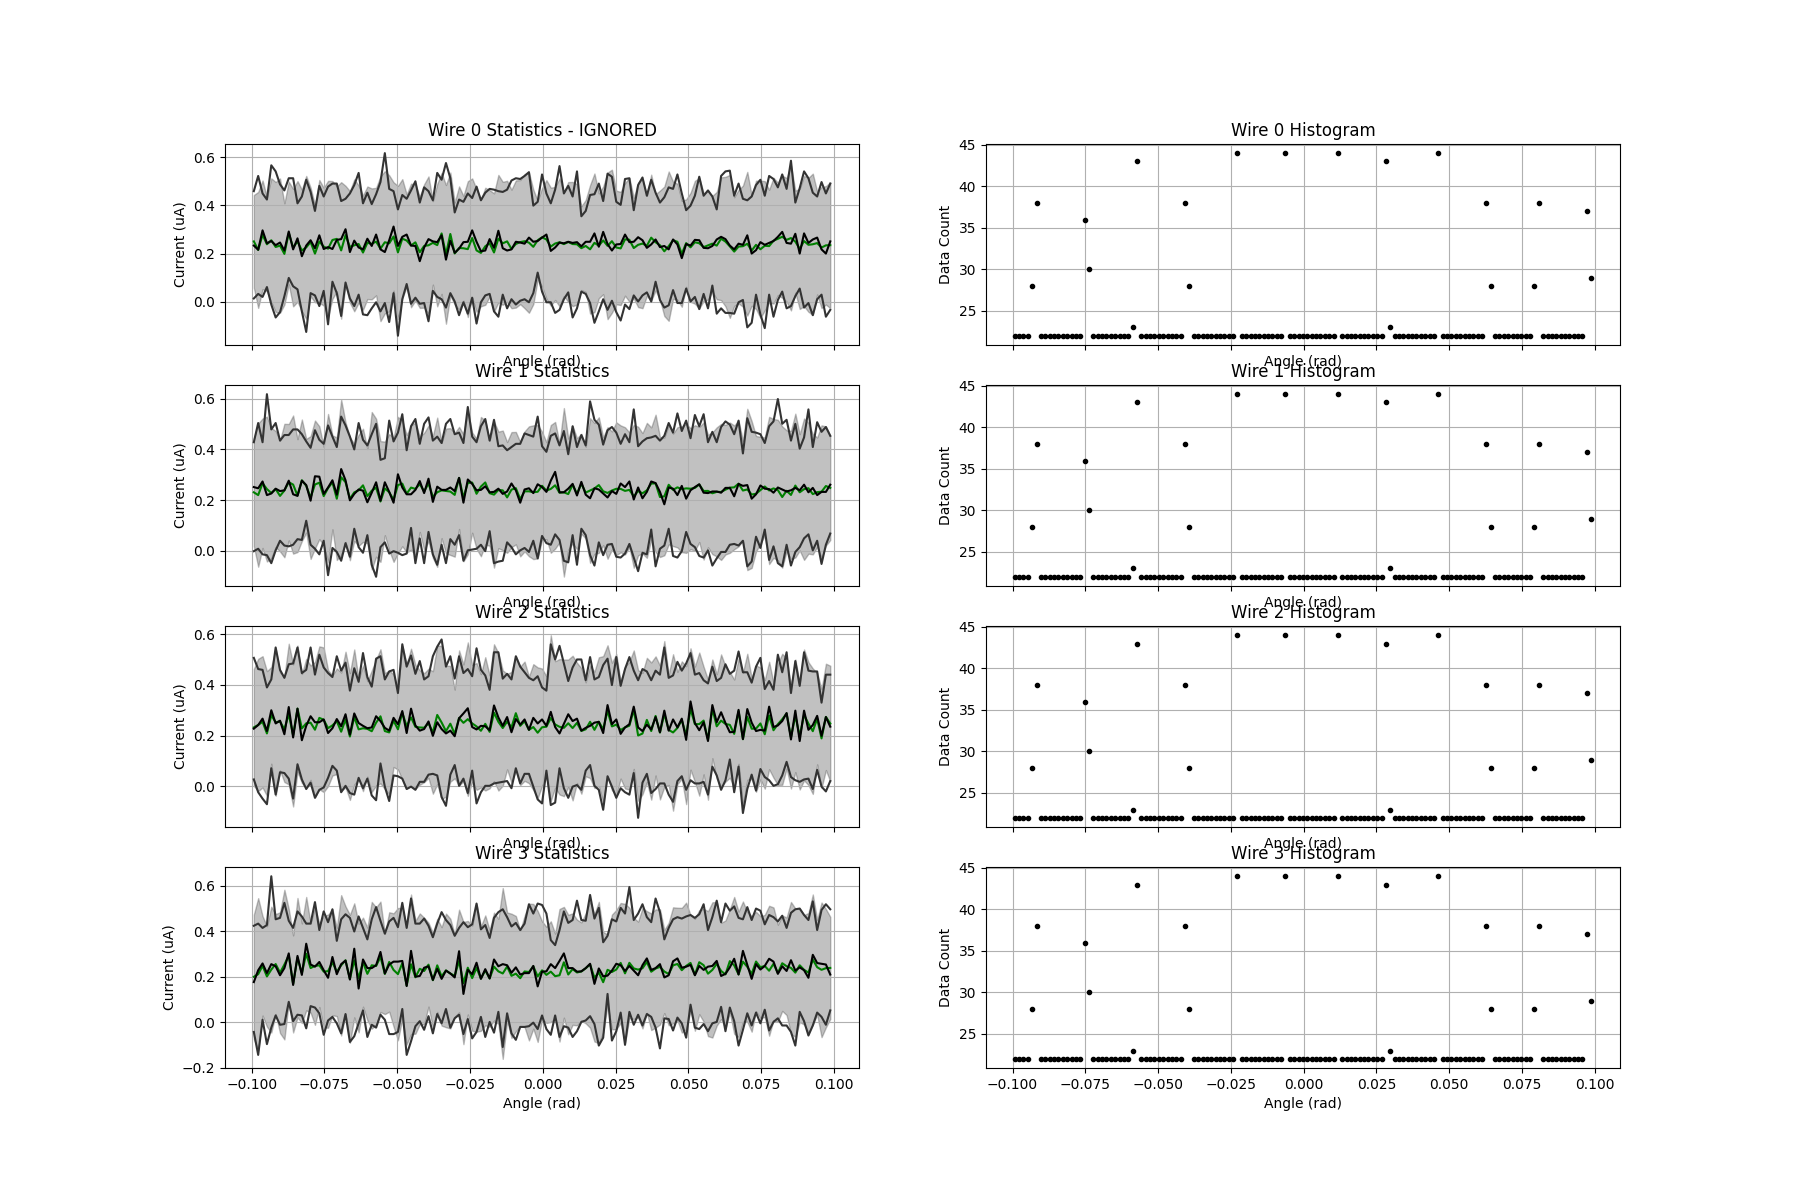 Wire 0 Statistics - IGNORED
Current (uA)
0.6
0.4
0.2
0.0
Angle (rad)
Wire 0 Histogram
Data Count
45
40
35
30
25
Angle (rad)
Wire 1 Statistics
Current (uA)
0.6
0.4
0.2
0.0
Angle (rad)
Wire 1 Histogram
Data Count
45
40
35
30
25
Angle (rad)
Wire 2 Statistics
Current (uA)
0.6
0.4
0.2
0.0
Angle (rad)
Wire 2 Histogram
Data Count
45
40
35
30
25
Angle (rad)
Wire 3 Statistics
Current (uA)
0.6
0.4
0.2
0.0
−0.2
−0.100 −0.075 −0.050 −0.025 0.000 0.025 0.050 0.075 0.100
Angle (rad)
Wire 3 Histogram
Data Count
45
40
35
30
25
−0.100 −0.075 −0.050 −0.025 0.000 0.025 0.050 0.075 0.100
Angle (rad)